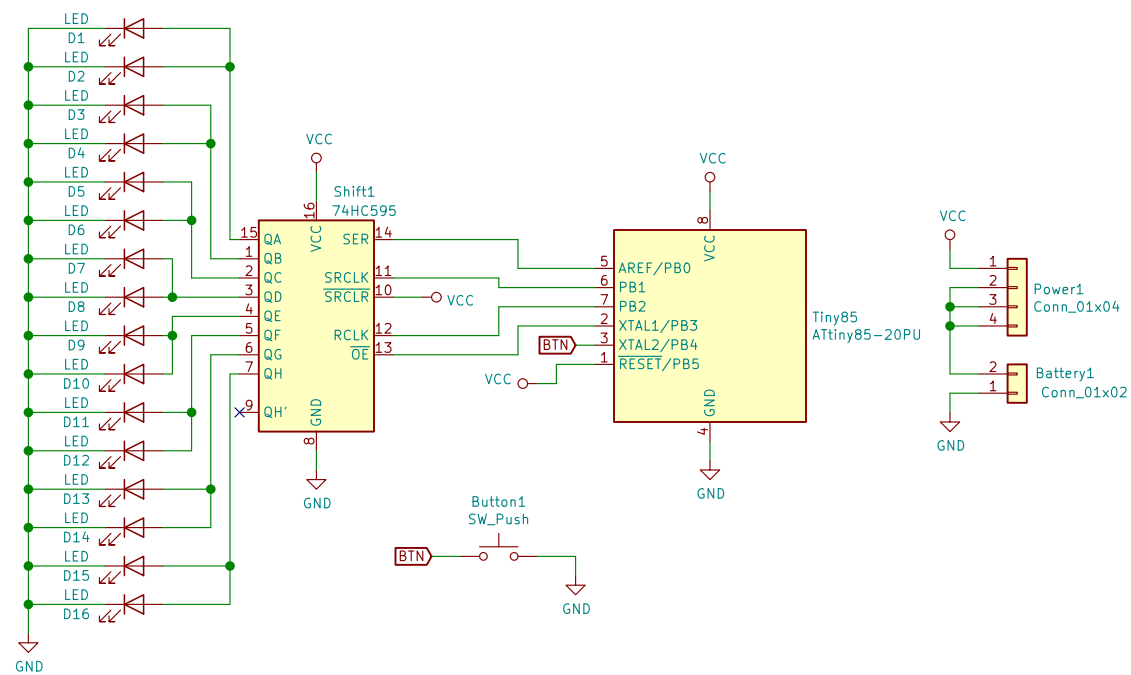 LED
D1
LED
D2
LED
D3
LED
D4
LED
D5
LED
D6
LED
D7
LED
D8
LED
D9
LED
D10
LED
D11
LED
D12
LED
D13
LED
D14
LED
D15
LED
D16
GND
VCC
Shift1
74HC595
16
VCC
15 QA
1 QB
2 QC
3 QD
4 QE
5 QF
6 QG
7 QH
9 QH'
SER 14
SRCLK 11
SRCLR 10
VCC
RCLK 12
OE 13
GND
8
GND
VCC
8
VCC
5 AREF/PB0
6 PB1
7 PB2
2 XTAL1/PB3
BTN
3 XTAL2/PB4
VCC
1 RESET/PB5
GND
4
GND
Tiny85
ATtiny85-20PU
Button1
SW_Push
BTN
GND
VCC
1
2
3
4
Power1
Conn_01x04
2
1
Battery1
Conn_01x02
GND